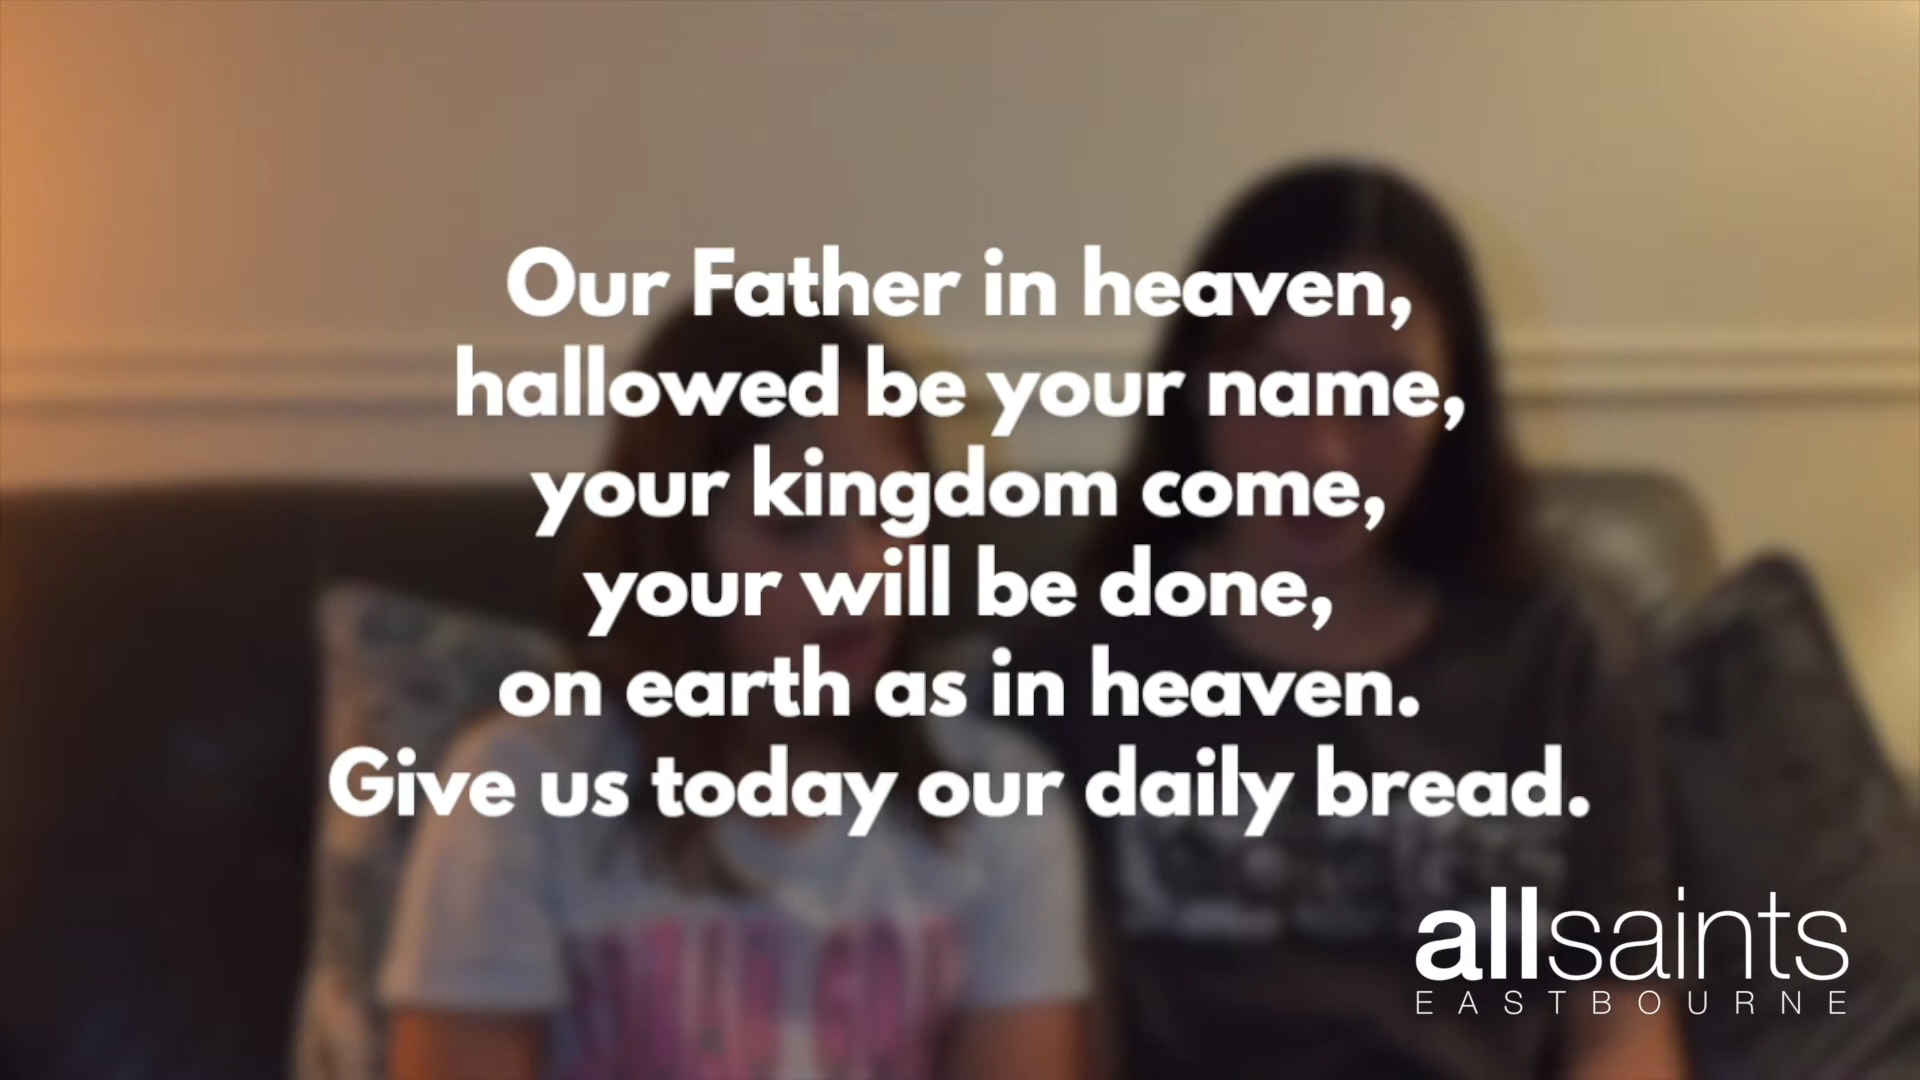 Our Father in heaven,
hallowed be your name,
your kingdom come,
your will be done,
on earth as in heaven.
Give us today our daily bread.
allsaints
EASTBOURNE